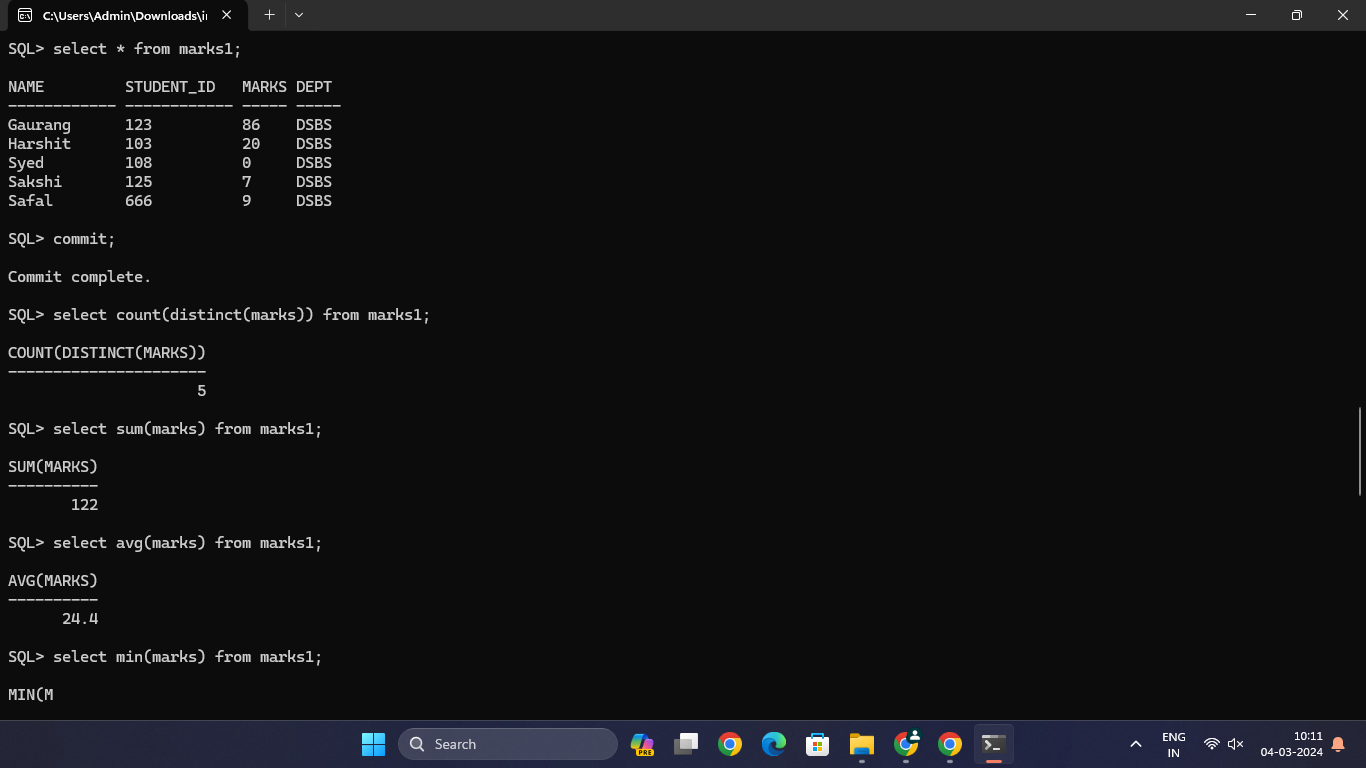 C:\Users\Admin\Downloads\i
SQL> select * from marks1;
NAME         STUDENT_ID   MARKS DEPT
------------ ------------ ----- -----
Gaurang      123          86    DSBS
Harshit      103          20    DSBS
Syed         108          0     DSBS
Sakshi       125          7     DSBS
Safal        666          9     DSBS
SQL> commit;
Commit complete.
SQL> select count(distinct(marks)) from marks1;
COUNT(DISTINCT(MARKS))
----------------------
                     5
SQL> select sum(marks) from marks1;
SUM(MARKS)
----------
       122
SQL> select avg(marks) from marks1;
AVG(MARKS)
----------
      24.4
SQL> select min(marks) from marks1;
MIN(M
Search
PRE
ENG
IN
10:11
04-03-2024